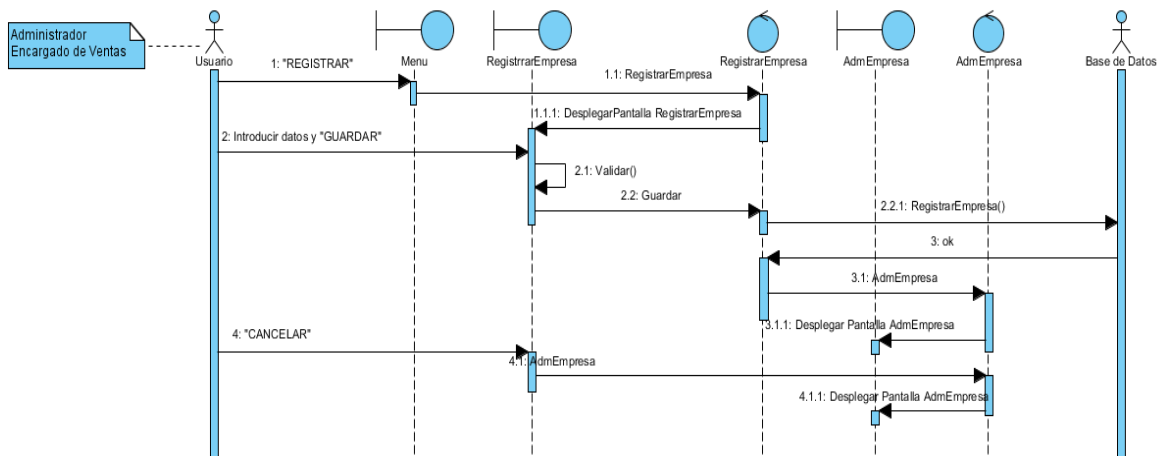 Administrador
Encargado de Ventas
Usuario
Menu
RegistrrarEmpresa
RegistrarEmpresa
AdmEmpresa
AdmEmpresa
Base de Datos
1: "REGISTRAR"
1.1: RegistrarEmpresa
1.1.1: DesplegarPantalla RegistrarEmpresa
2: Introducir datos y "GUARDAR"
2.1: Validar()
2.2: Guardar
2.2.1: RegistrarEmpresa()
3: ok
3.1: AdmEmpresa
3.1.1: Desplegar Pantalla AdmEmpresa
4: "CANCELAR"
4.1: AdmEmpresa
4.1.1: Desplegar Pantalla AdmEmpresa